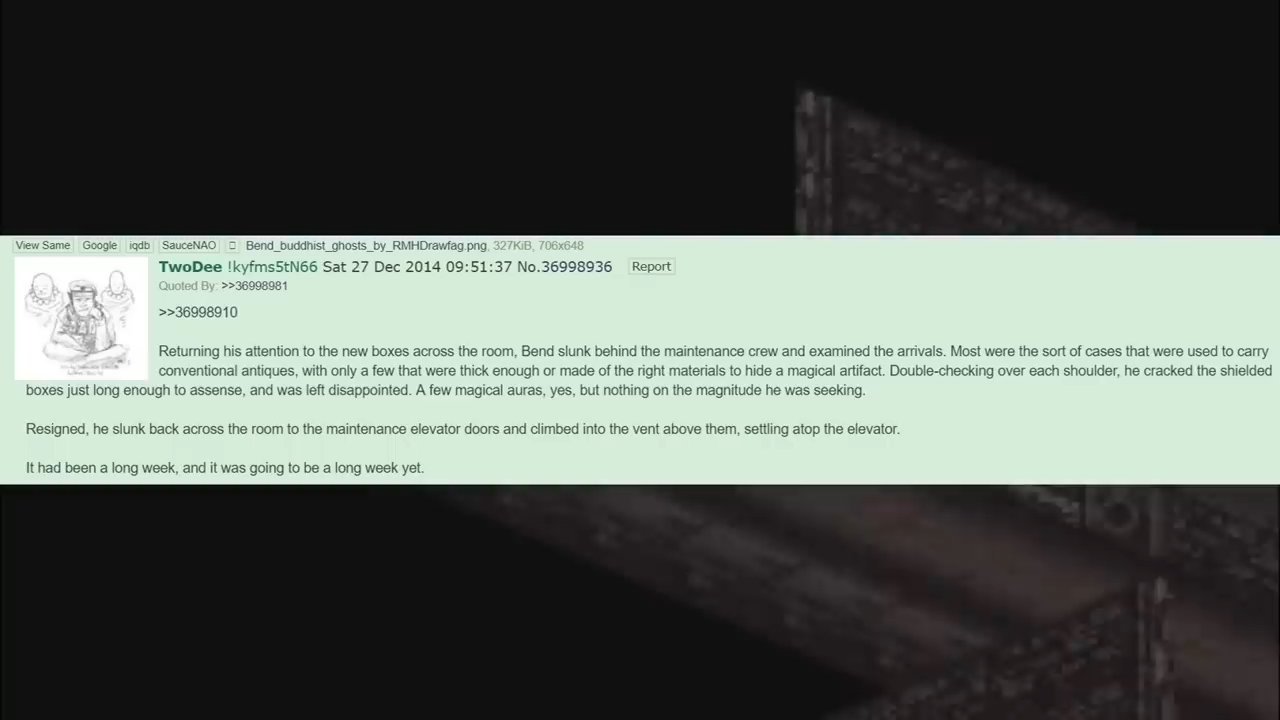 View Same Google iqdb SauceNAO Bend_buddhist_ghosts_by_RMHDrawfag.png, 327KiB, 706x648
TwoDee !kyfms5tN66 Sat 27 Dec 2014 09:51:37 No.36998936 Report
Quoted By: >>36998981
>>36998910
Returning his attention to the new boxes across the room, Bend slunk behind the maintenance crew and examined the arrivals. Most were the sort of cases that were used to carry
conventional antiques, with only a few that were thick enough or made of the right materials to hide a magical artifact. Double-checking over each shoulder, he cracked the shielded
boxes just long enough to assense, and was left disappointed. A few magical auras, yes, but nothing on the magnitude he was seeking.
Resigned, he slunk back across the room to the maintenance elevator doors and climbed into the vent above them, settling atop the elevator.
It had been a long week, and it was going to be a long week yet.